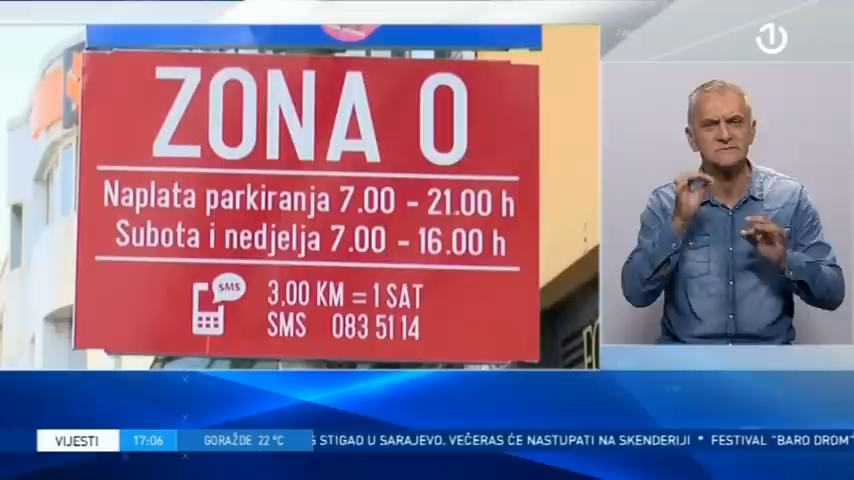 1
ZONA 0
Naplata parkiranja 7.00 - 21.00 h
Subota i nedjelja 7.00 - 16.00 h
SMS
3,00 KM = 1 SAT
SMS 083 51 14
VIJESTI 17:06 GORAŽDE 22 °C STIGAO U SARAJEVO. VEČERAS ĆE NASTUPATI NA SKENDERIJI * FESTIVAL "BARO DROM"